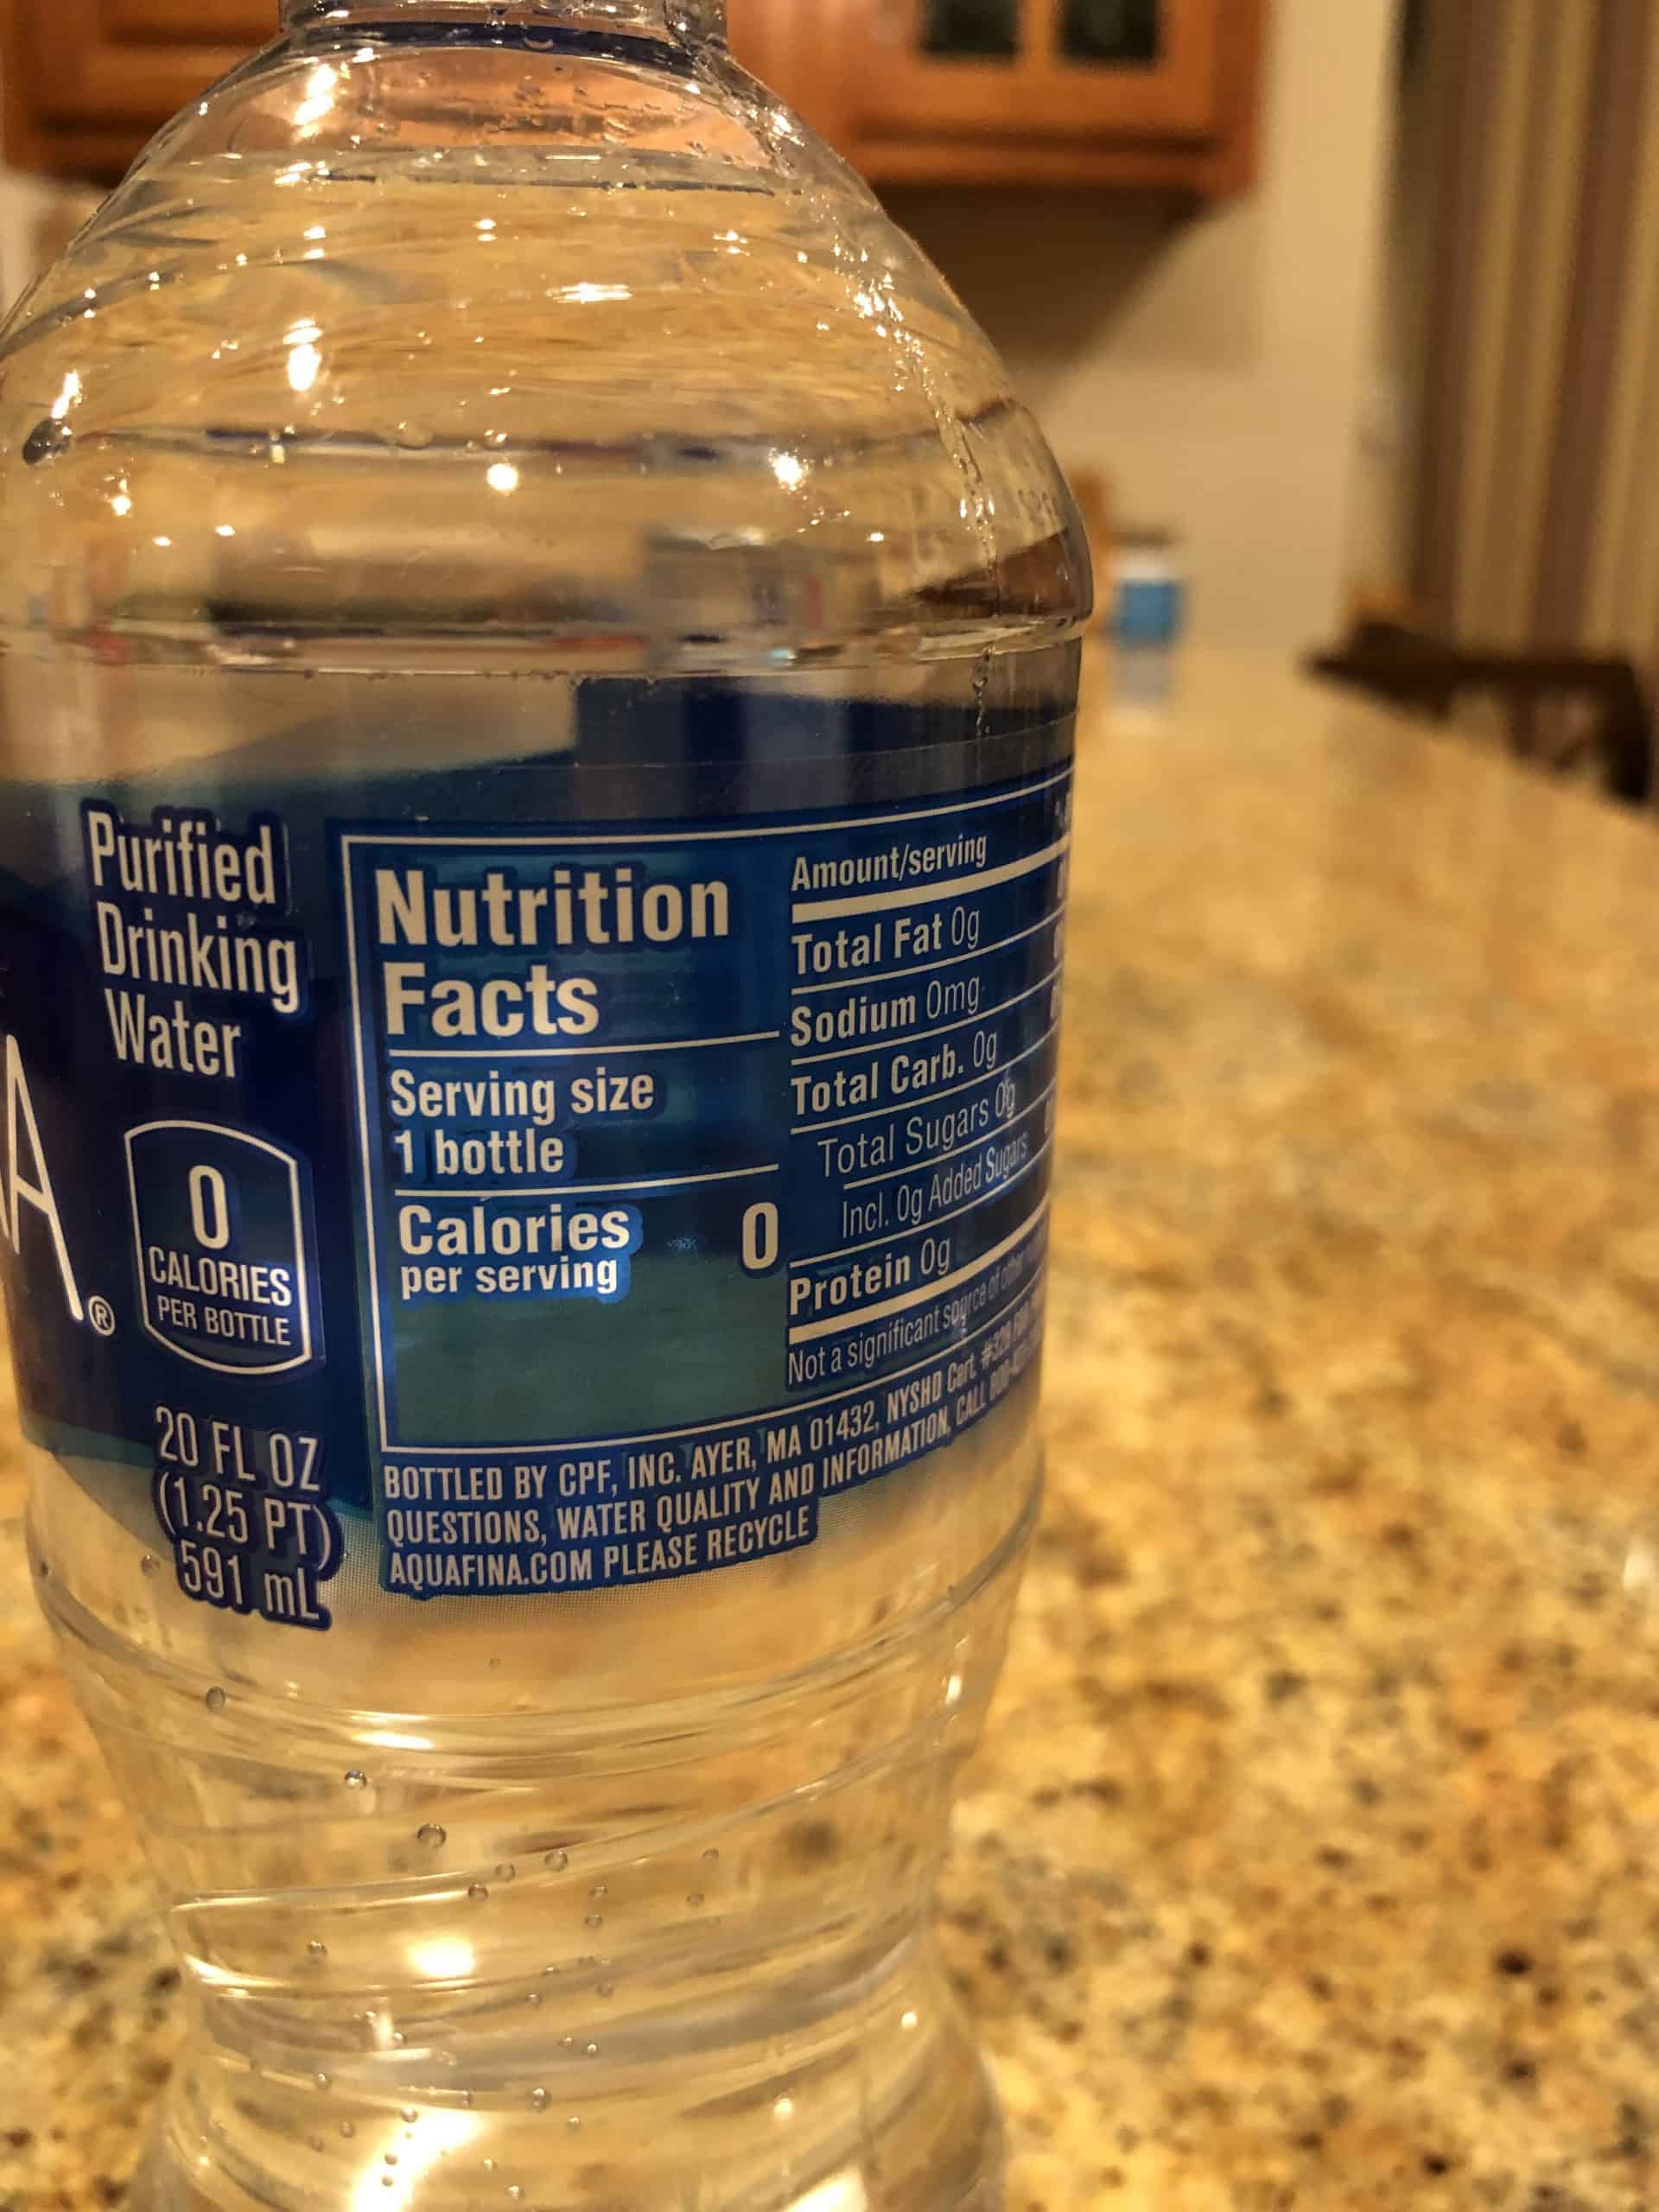 A®
Purified
Drinking
Water
0
CALORIES
PER BOTTLE
20 FL OZ
(1.25 PT)
591 mL
Nutrition
Facts
Serving size
1 bottle
Calories 0
per serving
Amount/serving
Total Fat 0g
Sodium 0mg
Total Carb. 0g
Total Sugars 0g
Incl. 0g Added Sugars
Protein 0g
Not a significant source of other
BOTTLED BY CPF, INC. AYER, MA 01432, NYSHD Cert.
QUESTIONS, WATER QUALITY AND INFORMATION, CALL
AQUAFINA.COM PLEASE RECYCLE